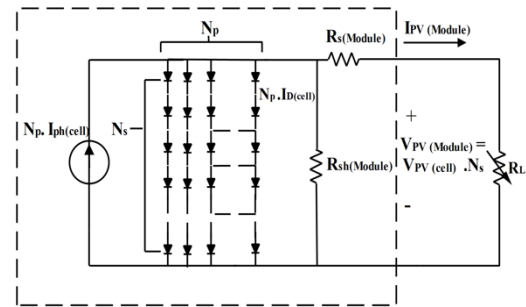 Np
Rs(Module)
IPV (Module)
Np. Iph(cell)
Ns
Np.ID(cell)
Rsh(Module)
+
VPV (Module) =
VPV (cell) .Ns
-
RL